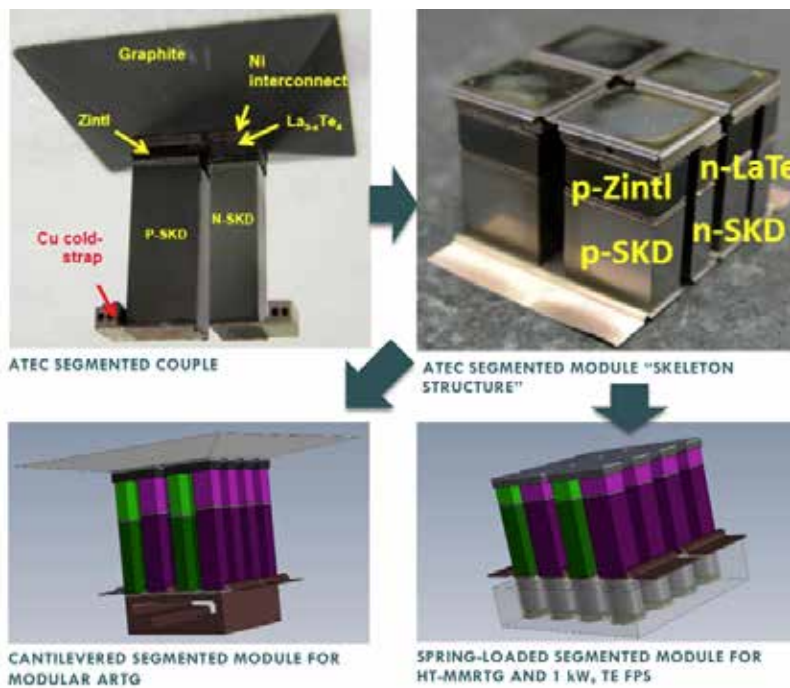 Graphite
Ni
interconnect
Zintl
La₃₋ₓTe₄
P-SKD
N-SKD
Cu cold-
strap
p-Zintl
n-LaTe
p-SKD
n-SKD
ATEC SEGMENTED COUPLE
ATEC SEGMENTED MODULE “SKELETON
STRUCTURE”
CANTILEVERED SEGMENTED MODULE FOR
MODULAR ARTG
SPRING-LOADED SEGMENTED MODULE FOR
HT-MMRTG AND 1 kW, TE FPS